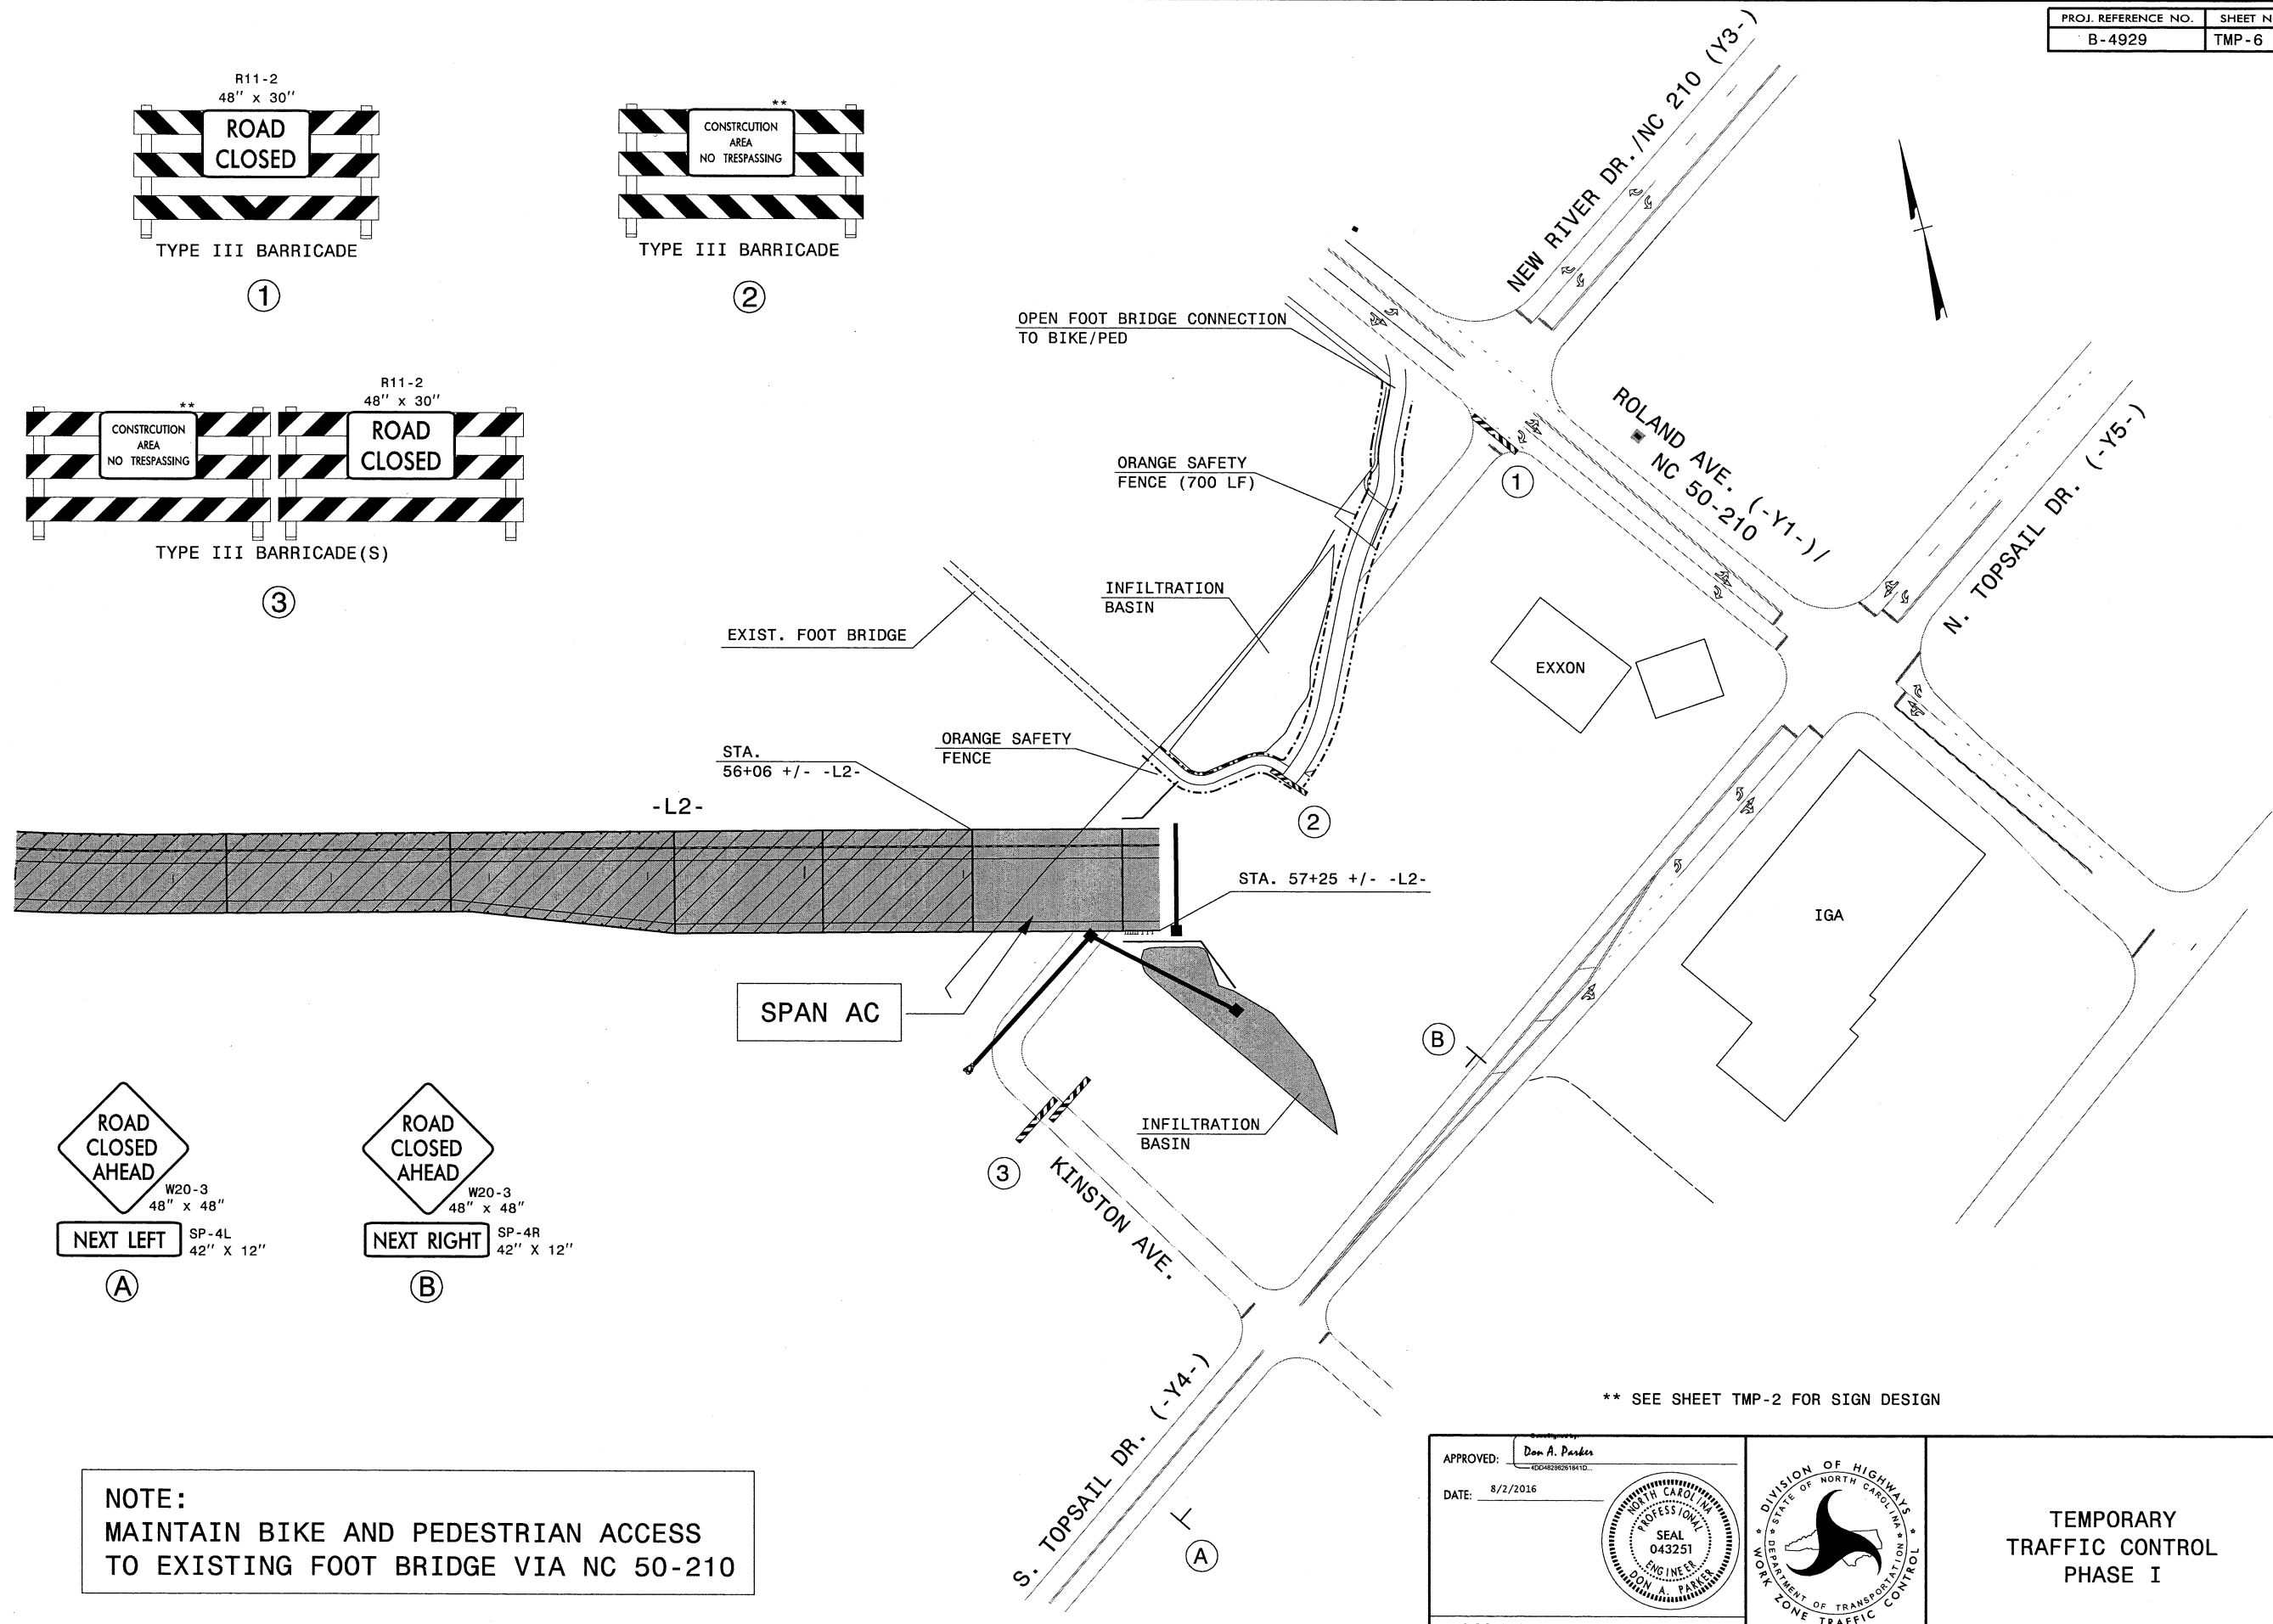 PROJ. REFERENCE NO.
SHEET N
B-4929
TMP-6
R11-2
48" x 30"
ROAD
CLOSED
TYPE III BARRICADE
1
**
CONSTRCUTION
AREA
NO TRESPASSING
TYPE III BARRICADE
2
**
CONSTRCUTION
AREA
NO TRESPASSING
R11-2
48" x 30"
ROAD
CLOSED
TYPE III BARRICADE(S)
3
NEW RIVER DR./NC 210 (Y3-)
OPEN FOOT BRIDGE CONNECTION
TO BIKE/PED
ROLAND AVE. (-Y1-)/
NC 50-210
N. TOPSAIL DR. (-Y5-)
ORANGE SAFETY
FENCE (700 LF)
1
INFILTRATION
BASIN
EXIST. FOOT BRIDGE
EXXON
STA.
56+06 +/- -L2-
ORANGE SAFETY
FENCE
-L2-
2
STA. 57+25 +/- -L2-
IGA
SPAN AC
B
INFILTRATION
BASIN
3
KINSTON AVE.
ROAD
CLOSED
AHEAD
W20-3
48" x 48"
NEXT LEFT
SP-4L
42" X 12"
A
ROAD
CLOSED
AHEAD
W20-3
48" x 48"
NEXT RIGHT
SP-4R
42" X 12"
B
S. TOPSAIL DR. (-Y4-)
A
** SEE SHEET TMP-2 FOR SIGN DESIGN
NOTE:
MAINTAIN BIKE AND PEDESTRIAN ACCESS
TO EXISTING FOOT BRIDGE VIA NC 50-210
APPROVED:
Don A. Parker
DATE: 8/2/2016
NORTH CAROLINA
PROFESSIONAL
SEAL
043251
ENGINEER
DON A. PARKER
DIVISION OF HIGHWAYS
STATE OF NORTH CAROLINA
DEPARTMENT OF TRANSPORTATION
WORK ZONE TRAFFIC CONTROL
TEMPORARY
TRAFFIC CONTROL
PHASE I